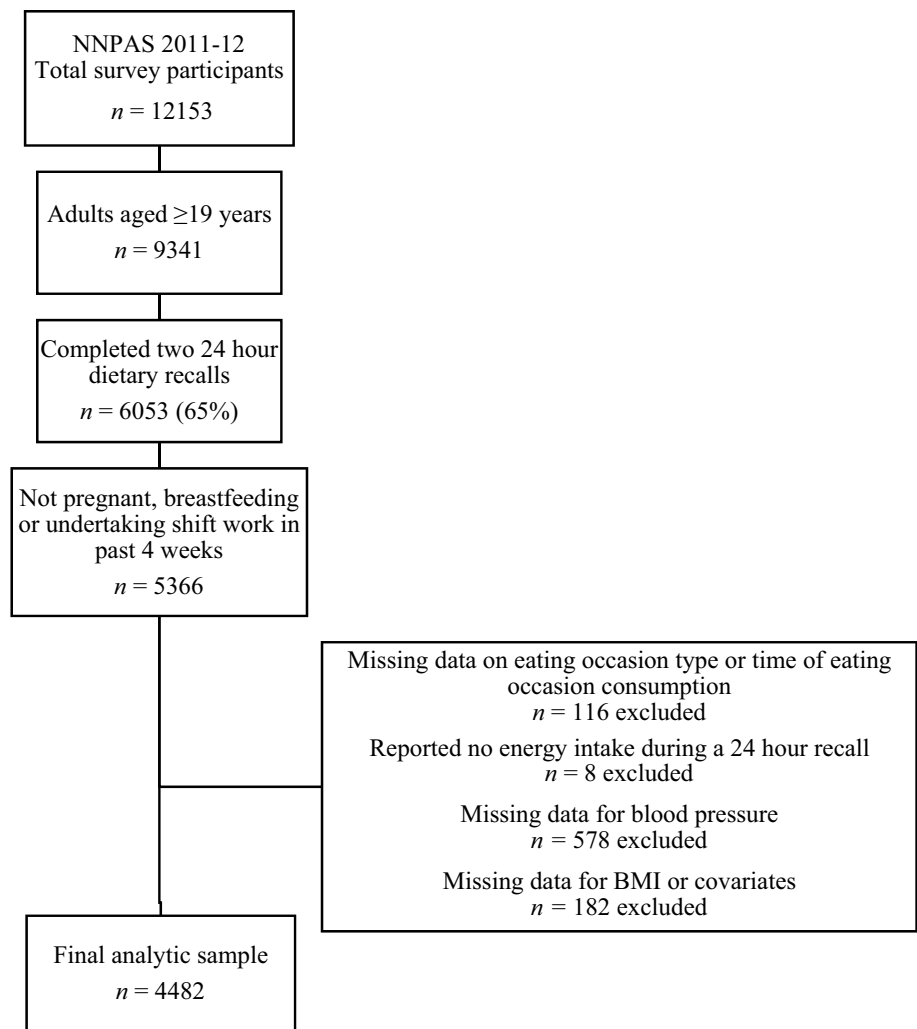 NNPAS 2011-12
Total survey participants
n = 12153
Adults aged ≥19 years
n = 9341
Completed two 24 hour
dietary recalls
n = 6053 (65%)
Not pregnant, breastfeeding
or undertaking shift work in
past 4 weeks
n = 5366
Missing data on eating occasion type or time of eating
occasion consumption
n = 116 excluded
Reported no energy intake during a 24 hour recall
n = 8 excluded
Missing data for blood pressure
n = 578 excluded
Missing data for BMI or covariates
n = 182 excluded
Final analytic sample
n = 4482